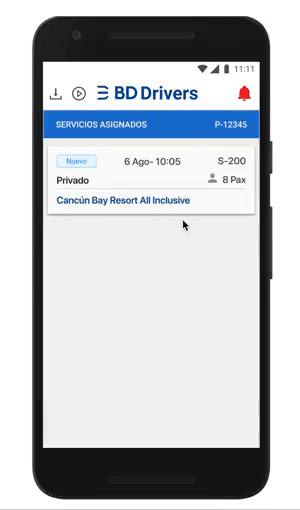 11:11
BD Drivers
SERVICIOS ASIGNADOS P-12345
Nuevo 6 Ago- 10:05 S-200
Privado 8 Pax
Cancún Bay Resort All Inclusive